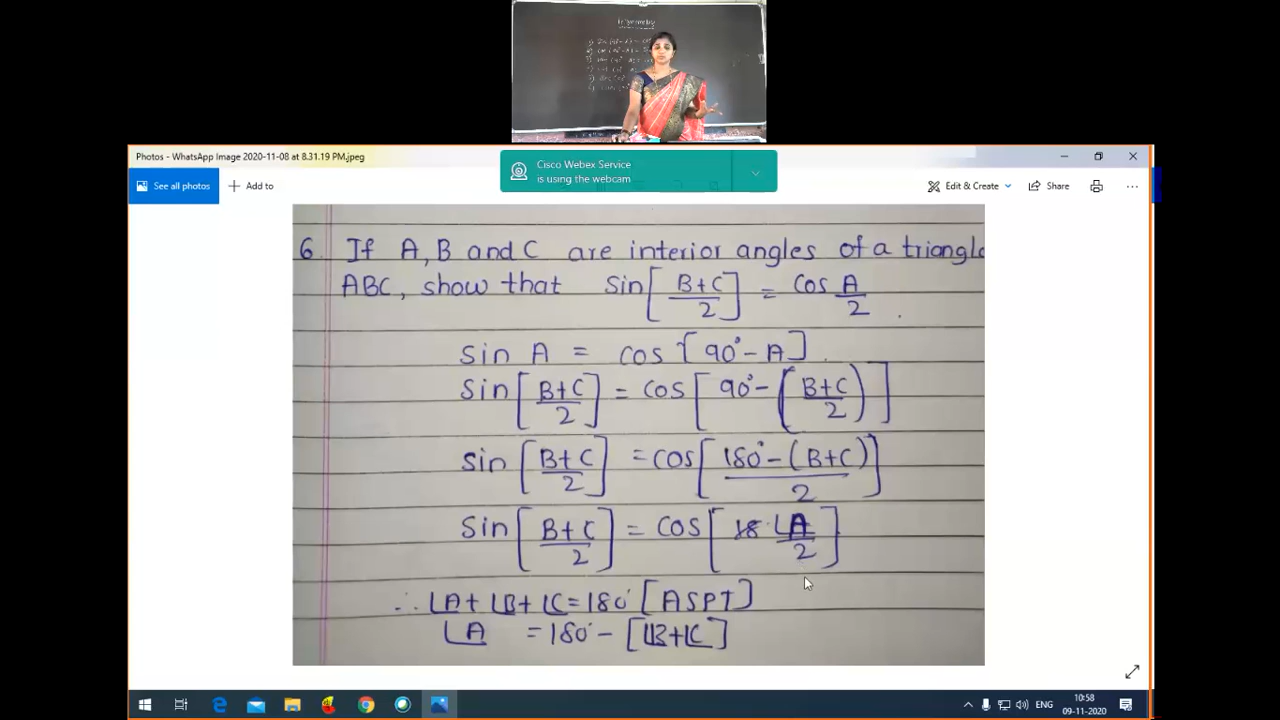 Trigonometry
Photos - WhatsApp Image 2020-11-08 at 8.31.19 PM.jpeg
Cisco Webex Service
is using the webcam
See all photos
Add to
Edit & Create
Share
6. If A, B and C are interior angles of a triangle
ABC, show that sin[B+C/2] = cos A/2.
sin A = cos[90°-A].
sin[B+C/2] = cos[90°-(B+C/2)]
sin[B+C/2] = cos[180°-(B+C)/2]
sin[B+C/2] = cos[18 ∠A/2]
∴ ∠A+∠B+∠C=180° [ASPT]
∠A =180°-[∠B+∠C]
ENG
10:58
09-11-2020